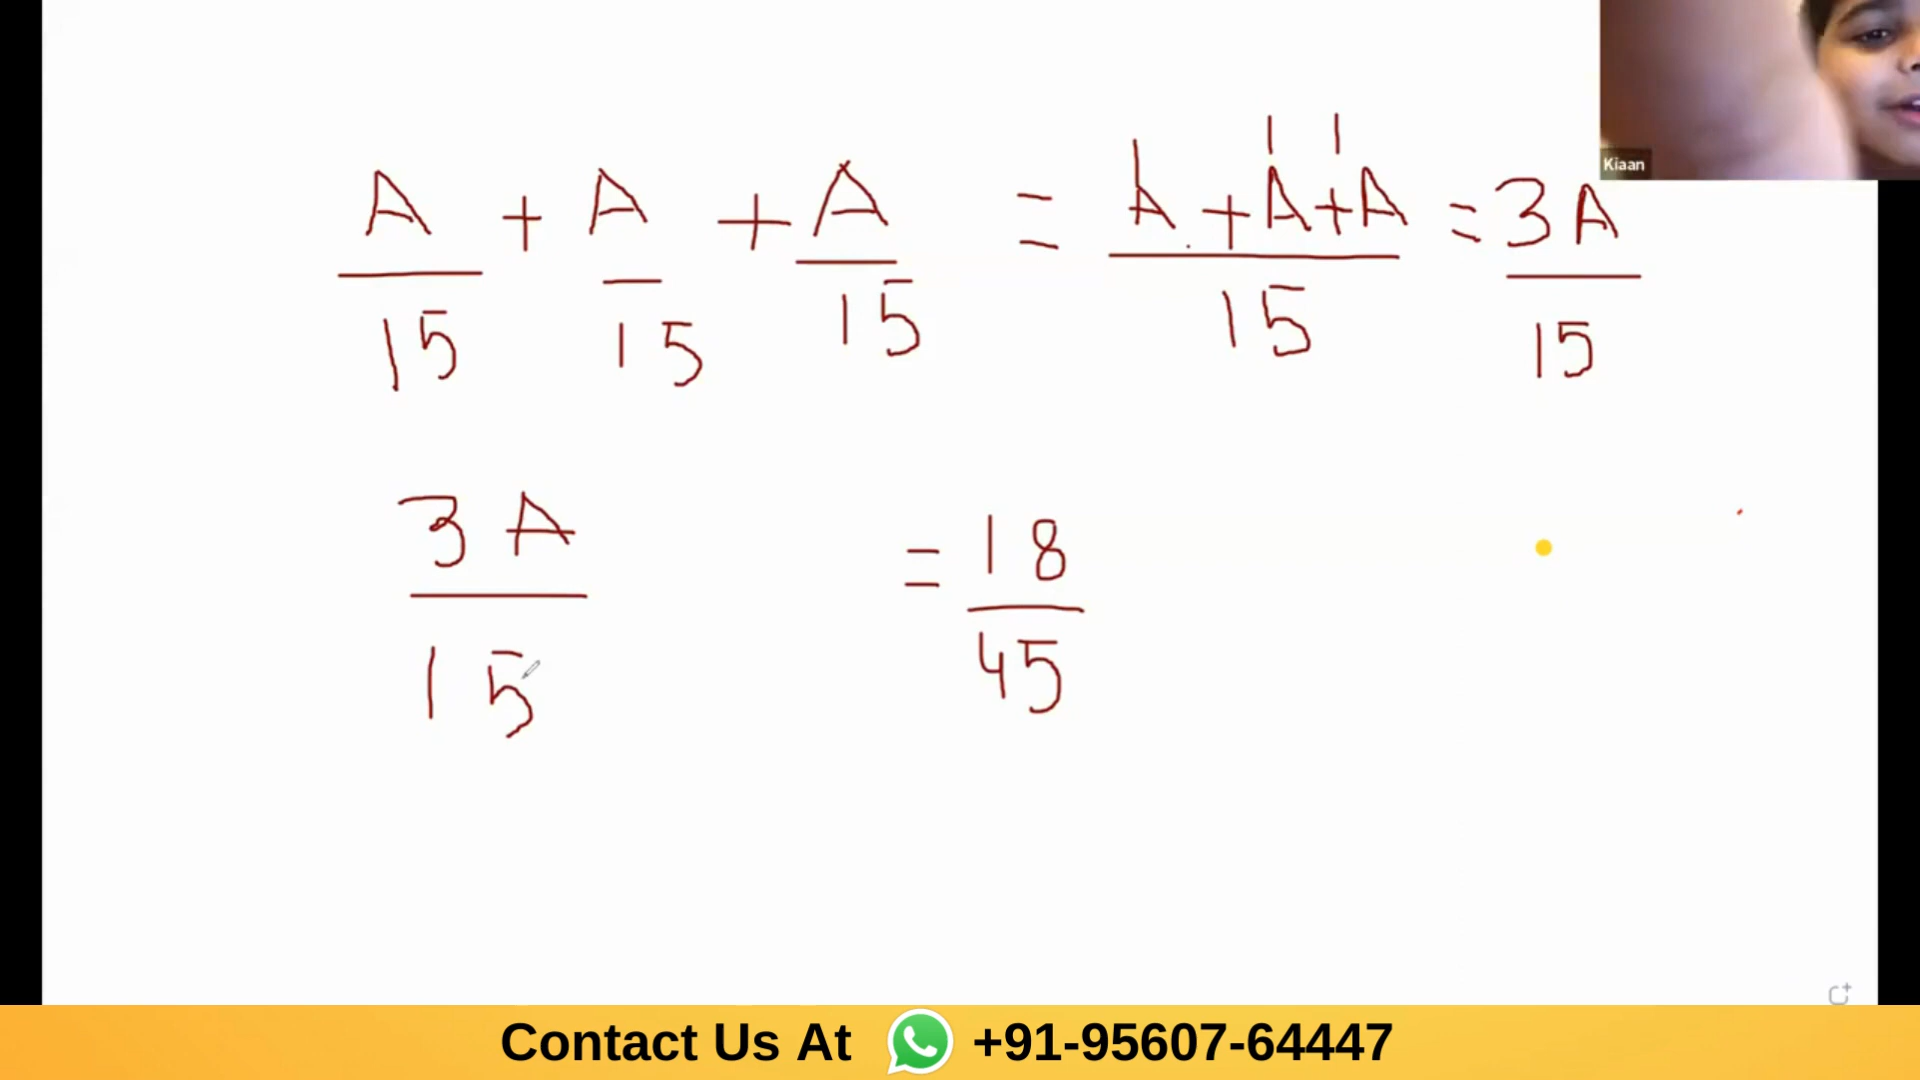 Kiaan
A/15 + A/15 + A/15 = A+A+A/15 = 3A/15
3A/15 = 18/45
Contact Us At +91-95607-64447